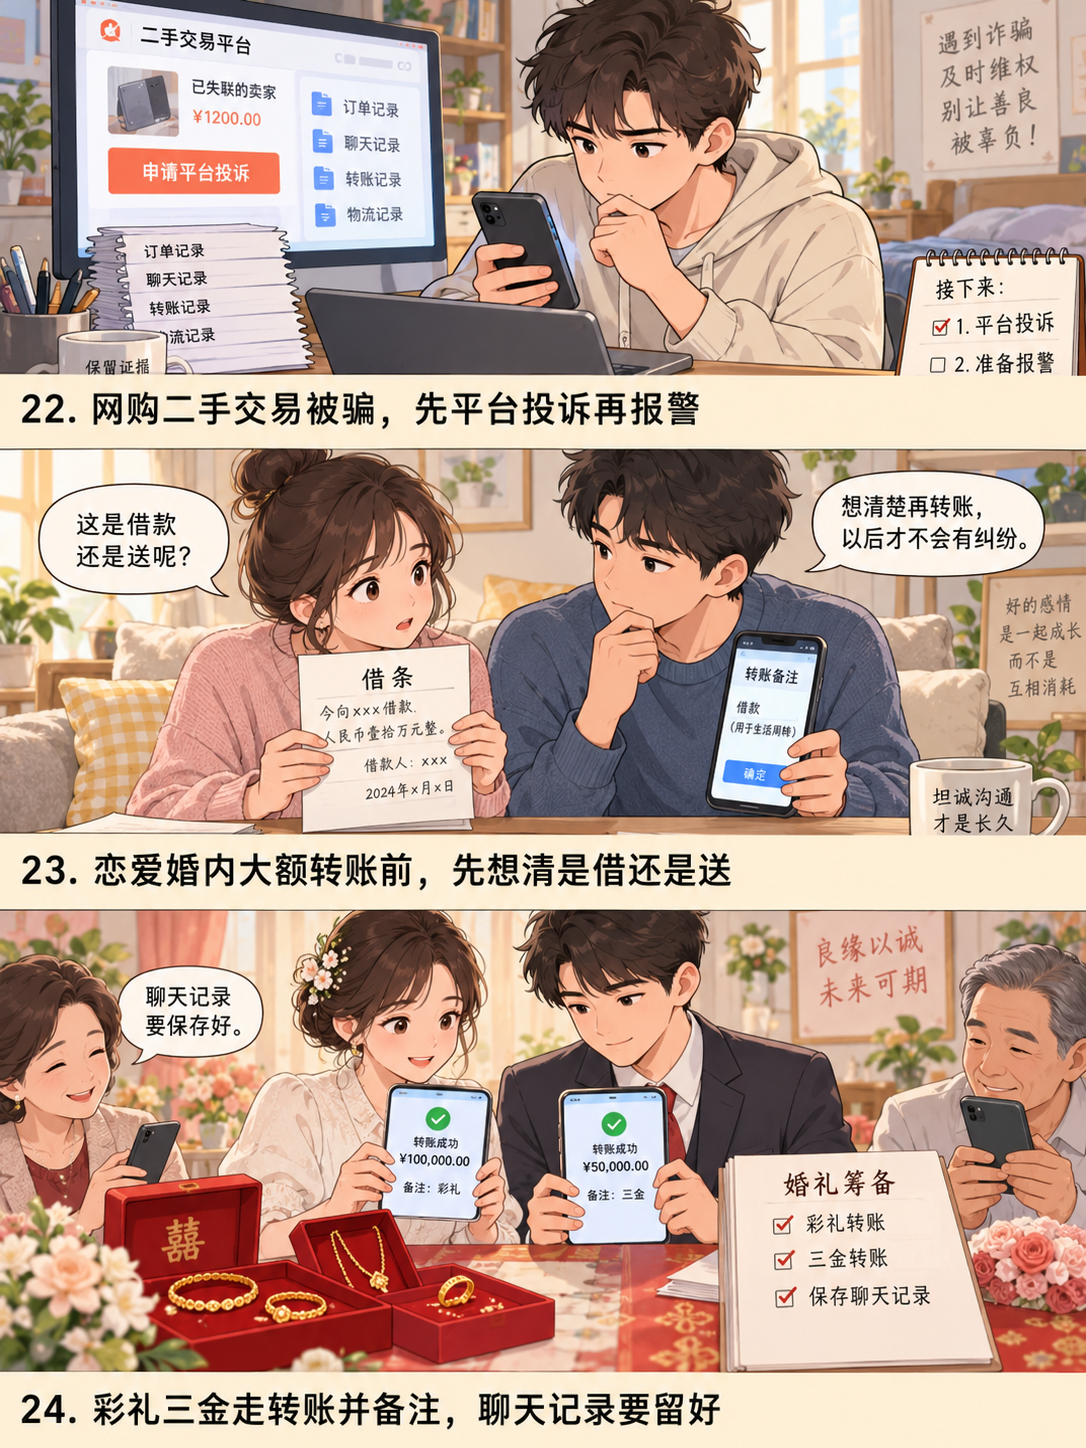 二手交易平台
已失联的卖家
¥1200.00
申请平台投诉
订单记录
聊天记录
转账记录
物流记录
订单记录
聊天记录
转账记录
流记录
保留证据
遇到诈骗
及时维权
别让善良
被辜负!
接下来:
1. 平台投诉
2. 准备报警
22. 网购二手交易被骗，先平台投诉再报警
这是借款
还是送呢?
想清楚再转账，
以后才不会有纠纷。
借条
今向xxx借款,
人民币壹拾万元整。
借款人: xxx
2024年x月x日
转账备注
借款
(用于生活周转)
确定
好的感情
是一起成长
而不是
互相消耗
坦诚沟通
才是长久
23. 恋爱婚内大额转账前，先想清是借还是送
聊天记录
要保存好。
良缘以诚
未来可期
转账成功
¥100,000.00
备注: 彩礼
转账成功
¥50,000.00
备注: 三金
囍
婚礼筹备
彩礼转账
三金转账
保存聊天记录
24. 彩礼三金走转账并备注，聊天记录要留好